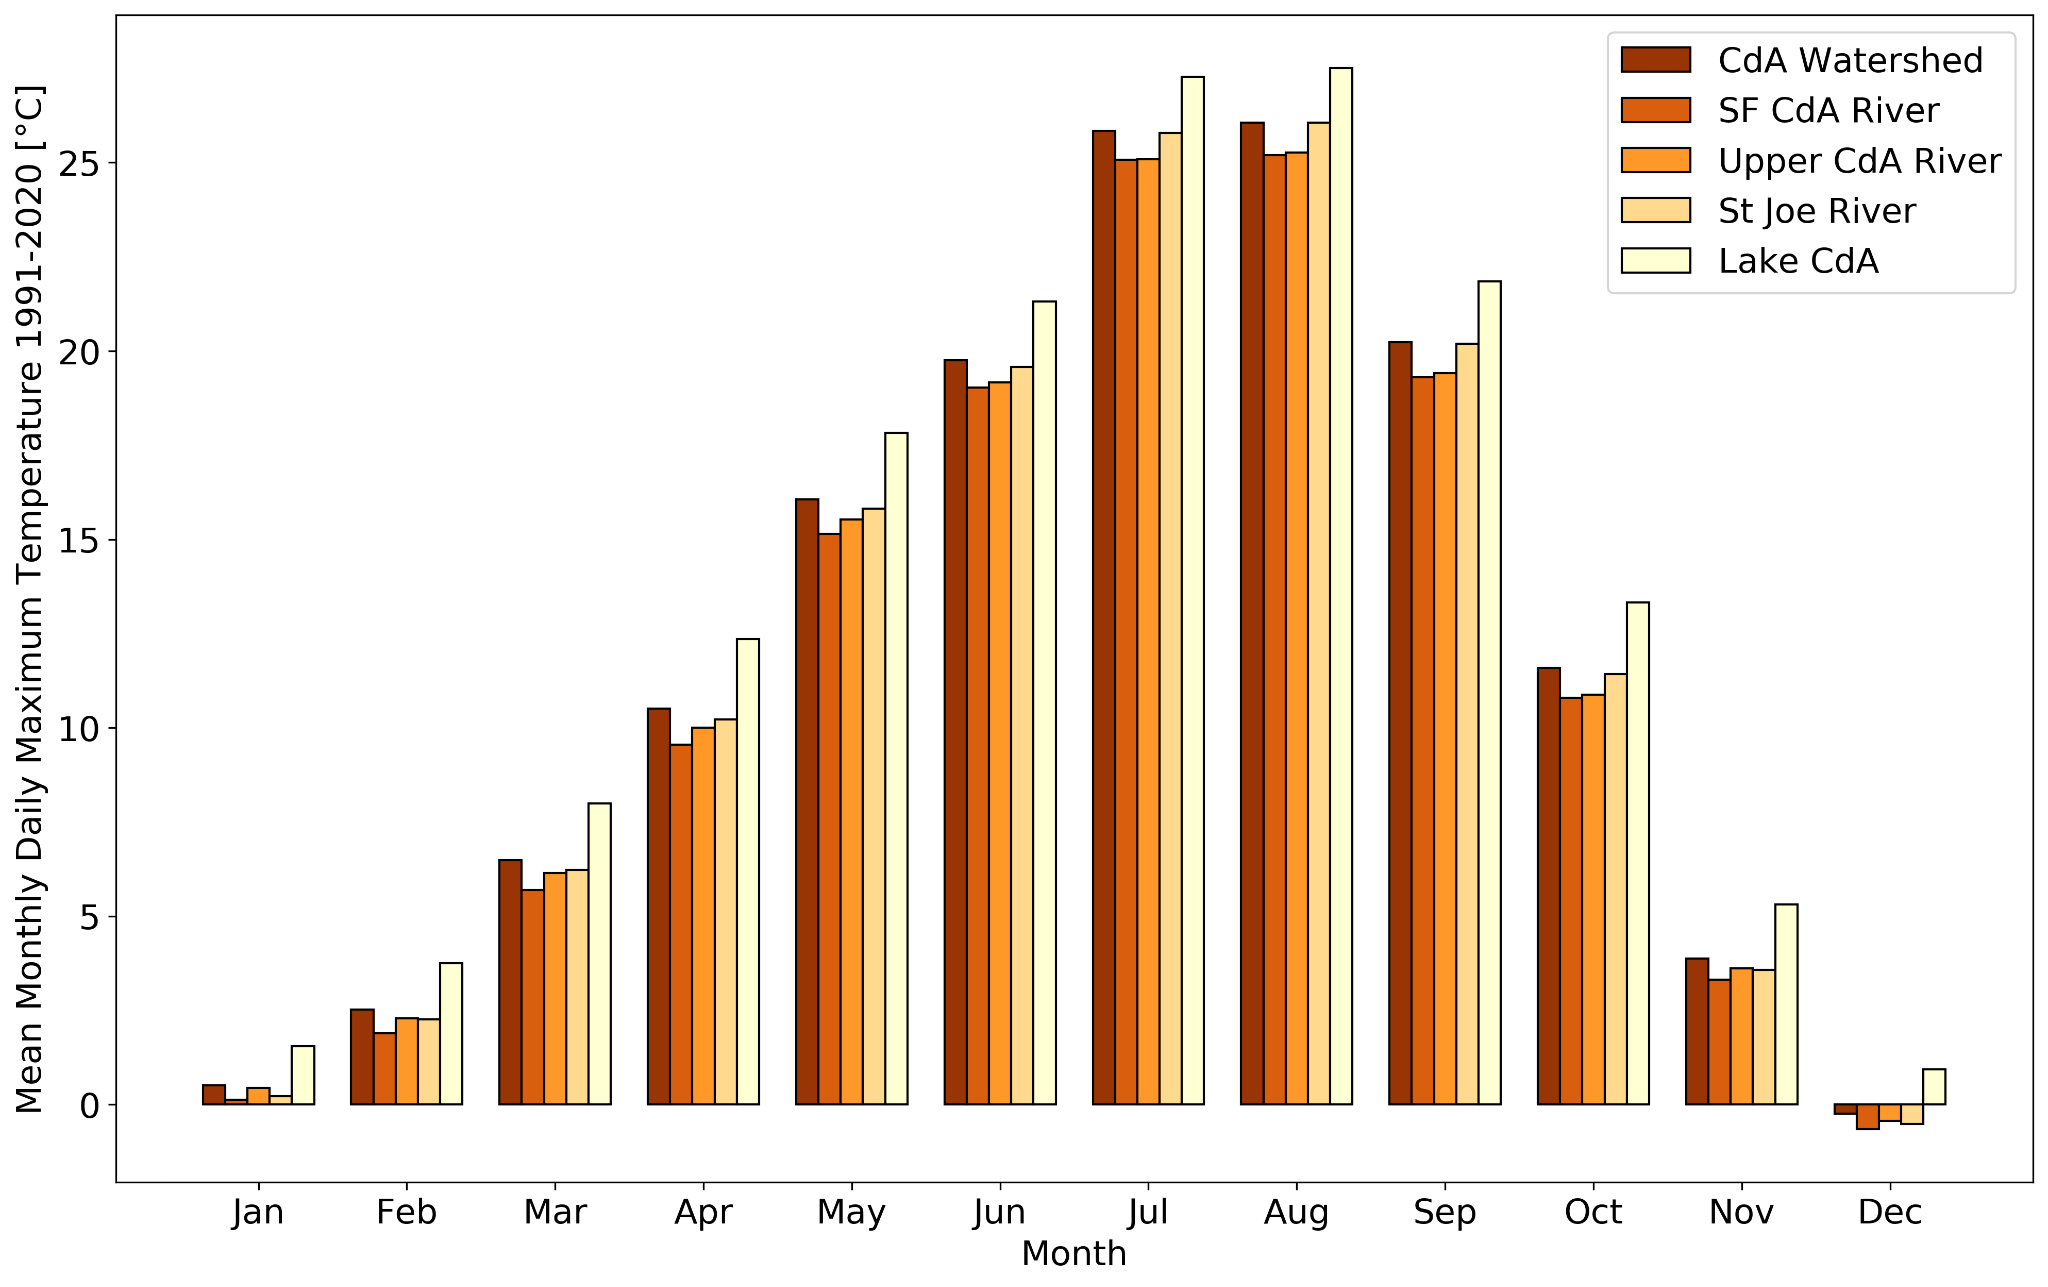 Mean Monthly Daily Maximum Temperature 1991-2020 [°C]
25
20
15
10
5
0
CdA Watershed
SF CdA River
Upper CdA River
St Joe River
Lake CdA
Jan Feb Mar Apr May Jun Jul Aug Sep Oct Nov Dec
Month